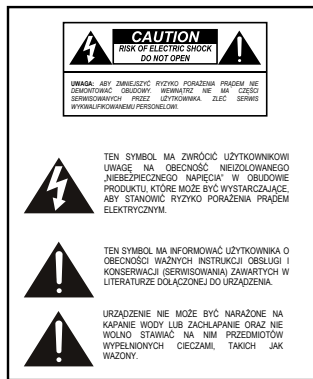 CAUTION
RISK OF ELECTRIC SHOCK
DO NOT OPEN
UWAGA: ABY ZMNIEJSZYĆ RYZYKO PORAŻENIA PRĄDEM NIE
DEMONTOWAĆ OBUDOWY. WEWNĄTRZ NIE MA CZĘŚCI
SERWISOWANYCH PRZEZ UŻYTKOWNIKA. ZLEĆ SERWIS
WYKWALIFIKOWANEMU PERSONELOWI.
TEN SYMBOL MA ZWRÓCIĆ UŻYTKOWNIKOWI
UWAGĘ NA OBECNOŚĆ NIEIZOLOWANEGO
„NIEBEZPIECZNEGO NAPIĘCIA” W OBUDOWIE
PRODUKTU, KTÓRE MOŻE BYĆ WYSTARCZAJĄCE,
ABY STANOWIĆ RYZYKO PORAŻENIA PRĄDEM
ELEKTRYCZNYM.
TEN SYMBOL MA INFORMOWAĆ UŻYTKOWNIKA O
OBECNOŚCI WAŻNYCH INSTRUKCJI OBSŁUGI I
KONSERWACJI (SERWISOWANIA) ZAWARTYCH W
LITERATURZE DOŁĄCZONEJ DO URZĄDZENIA.
URZĄDZENIE NIE MOŻE BYĆ NARAŻONE NA
KAPANIE WODY LUB ZACHLAPANIE ORAZ NIE
WOLNO STAWIAĆ NA NIM PRZEDMIOTÓW
WYPEŁNIONYCH CIECZAMI, TAKICH JAK
WAZONY.